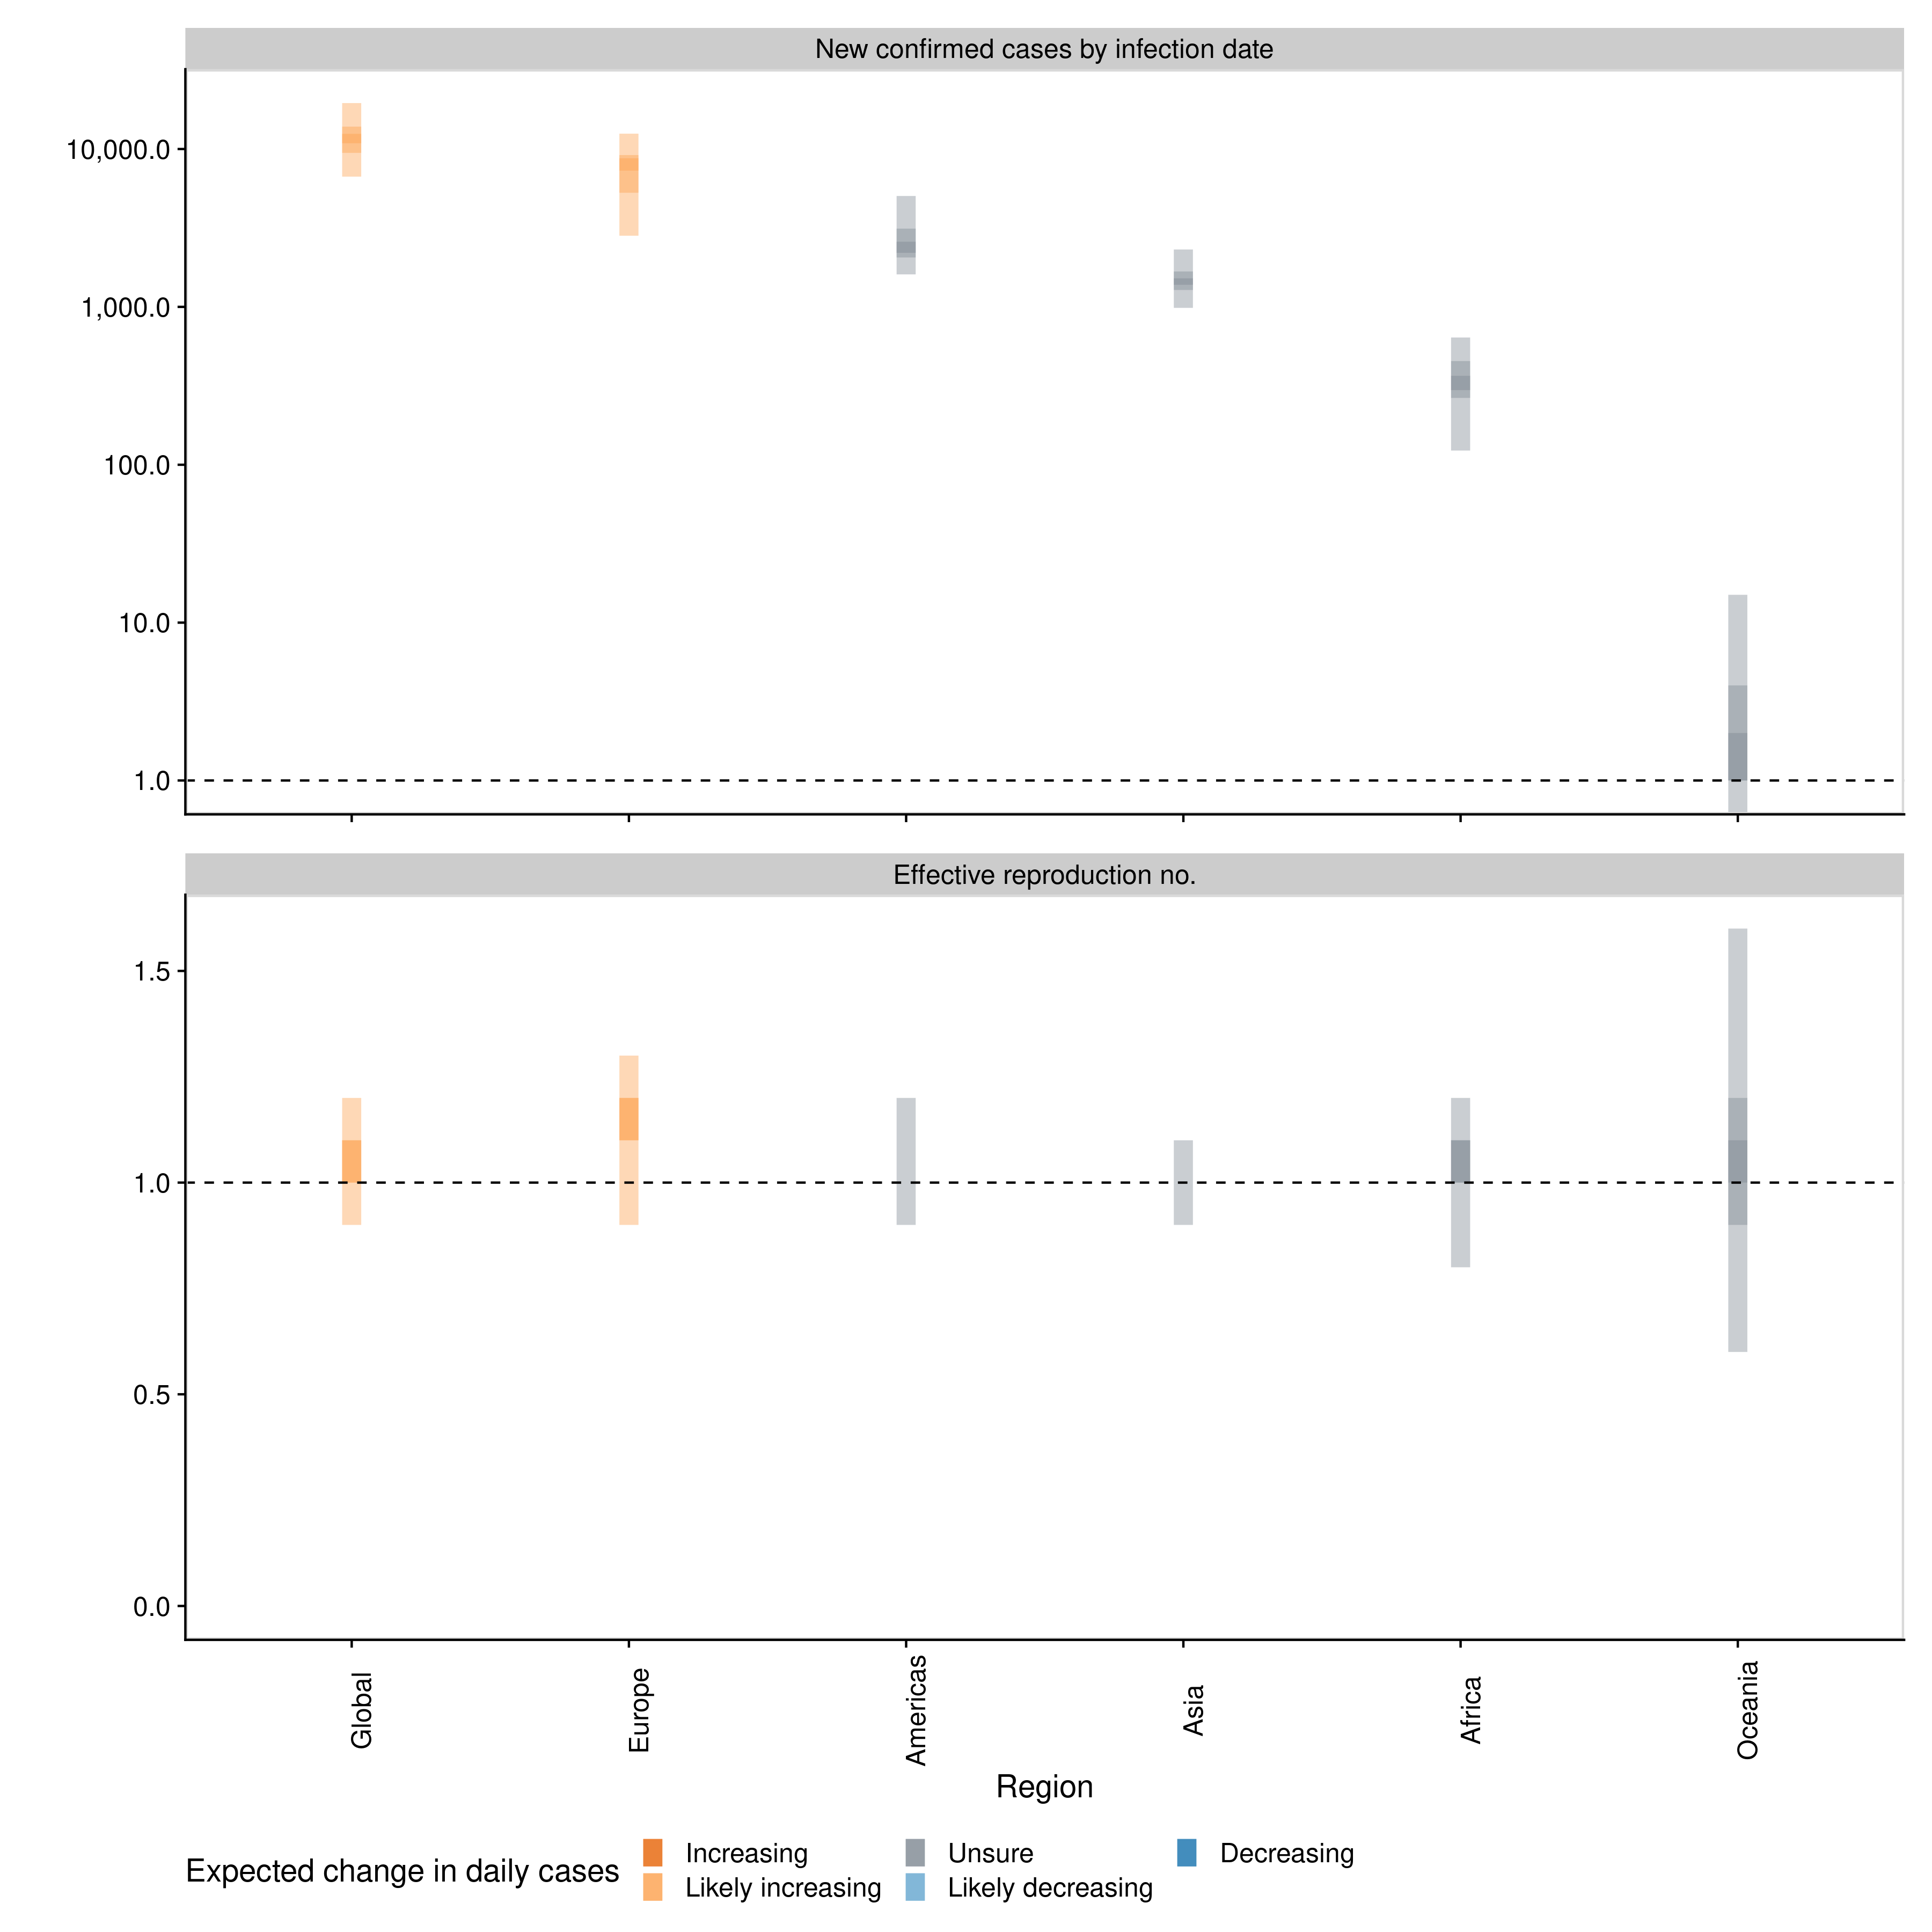 New confirmed cases by infection date
10,000.0
1,000.0
100.0
10.0
1.0
Effective reproduction no.
1.5
1.0
0.5
0.0
Global
Europe
Americas
Asia
Africa
Oceania
Region
Expected change in daily cases
Increasing
Likely increasing
Unsure
Likely decreasing
Decreasing